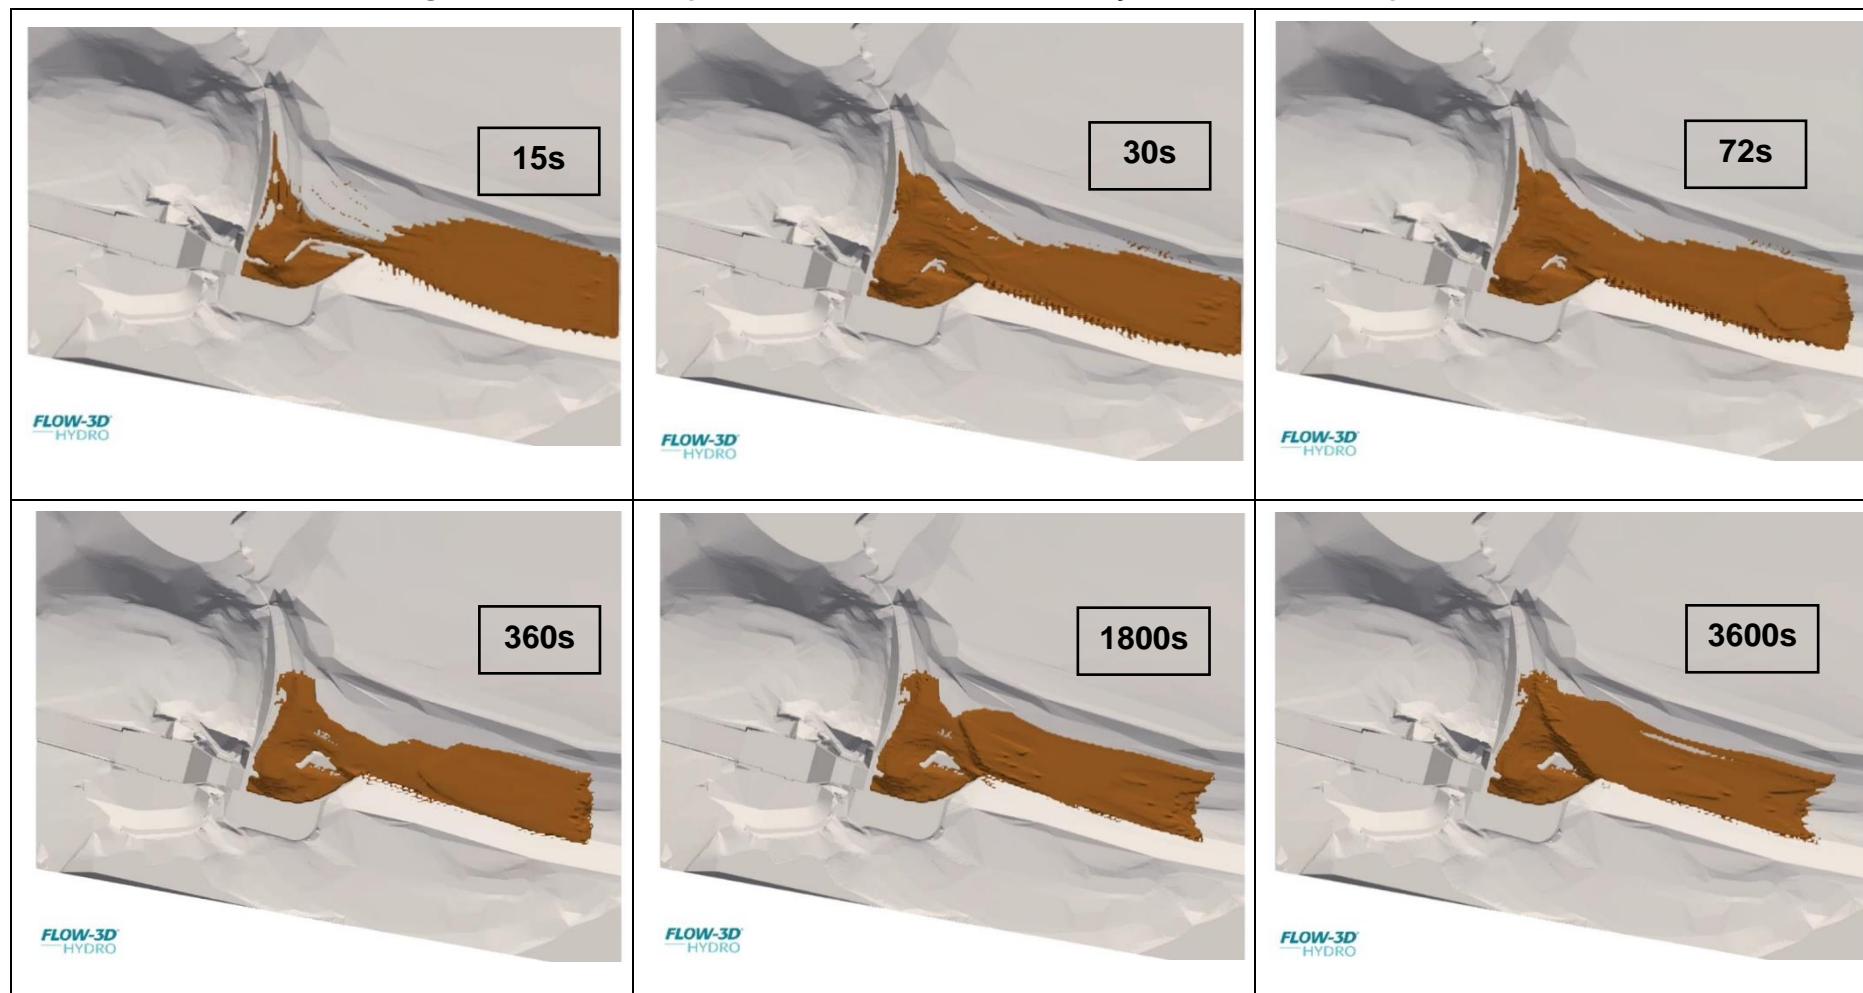 15s
30s
72s
FLOW-3D
HYDRO
FLOW-3D
HYDRO
FLOW-3D
HYDRO
360s
1800s
3600s
FLOW-3D
HYDRO
FLOW-3D
HYDRO
FLOW-3D
HYDRO